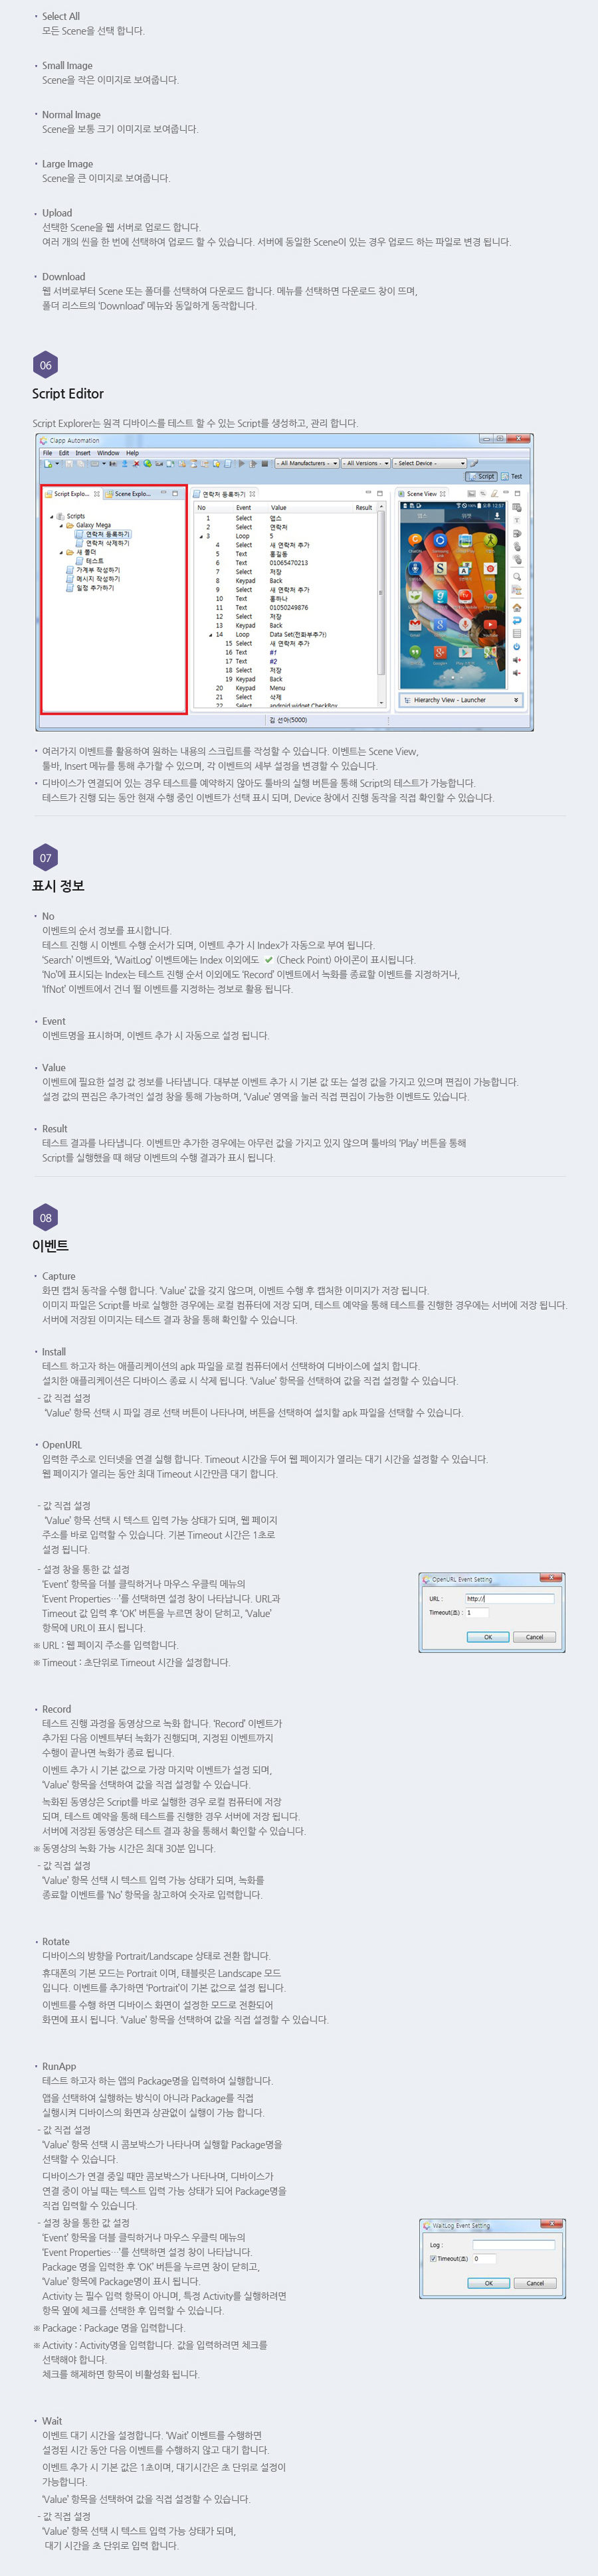 • Select All
모든 Scene을 선택 합니다.
• Small Image
Scene을 작은 이미지로 보여줍니다.
• Normal Image
Scene을 보통 크기 이미지로 보여줍니다.
• Large Image
Scene을 큰 이미지로 보여줍니다.
• Upload
선택한 Scene을 웹 서버로 업로드 합니다.
여러 개의 씬을 한 번에 선택하여 업로드 할 수 있습니다. 서버에 동일한 Scene이 있는 경우 업로드 하는 파일로 변경 됩니다.
• Download
웹 서버로부터 Scene 또는 폴더를 선택하여 다운로드 합니다. 메뉴를 선택하면 다운로드 창이 뜨며,
폴더 리스트의 'Download' 메뉴와 동일하게 동작합니다.
06
Script Editor
Script Explorer는 원격 디바이스를 테스트 할 수 있는 Script를 생성하고, 관리 합니다.
Clapp Automation
File Edit Insert Window Help
- All Manufacturers - - All Versions - - Select Device -
Script Test
Script Explo... Scene Explo...
Scripts
Galaxy Mega
연락처 등록하기
연락처 삭제하기
새 폴더
테스트
가계부 작성하기
메시지 작성하기
일정 추가하기
연락처 등록하기
No Event Value Result
1 Select 앱스
2 Select 연락처
3 Loop 5
4 Select 새 연락처 추가
5 Text 홍길동
6 Text 01065470213
7 Select 저장
8 Keypad Back
9 Select 새 연락처 추가
10 Text 홍하나
11 Text 01050249876
12 Select 저장
13 Keypad Back
14 Loop Data Set(전화부추가)
15 Select 새 연락처 추가
16 Text #1
17 Text #2
18 Select 저장
19 Keypad Back
20 Keypad Menu
21 Select 삭제
22 Select android.widget.CheckBox
Scene View
Hierarchy View - Launcher
김 선아(5000)
• 여러가지 이벤트를 활용하여 원하는 내용의 스크립트를 작성할 수 있습니다. 이벤트는 Scene View,
툴바, Insert 메뉴를 통해 추가할 수 있으며, 각 이벤트의 세부 설정을 변경할 수 있습니다.
• 디바이스가 연결되어 있는 경우 테스트를 예약하지 않아도 툴바의 실행 버튼을 통해 Script의 테스트가 가능합니다.
테스트가 진행 되는 동안 현재 수행 중인 이벤트가 선택 표시 되며, Device 창에서 진행 동작을 직접 확인할 수 있습니다.
07
표시 정보
• No
이벤트의 순서 정보를 표시합니다.
테스트 진행 시 이벤트 수행 순서가 되며, 이벤트 추가 시 Index가 자동으로 부여 됩니다.
'Search' 이벤트와, 'WaitLog' 이벤트에는 Index 이외에도 (Check Point) 아이콘이 표시됩니다.
'No'에 표시되는 Index는 테스트 진행 순서 이외에도 'Record' 이벤트에서 녹화를 종료할 이벤트를 지정하거나,
'IfNot' 이벤트에서 건너 뛸 이벤트를 지정하는 정보로 활용 됩니다.
• Event
이벤트명을 표시하며, 이벤트 추가 시 자동으로 설정 됩니다.
• Value
이벤트에 필요한 설정 값 정보를 나타냅니다. 대부분 이벤트 추가 시 기본 값 또는 설정 값을 가지고 있으며 편집이 가능합니다.
설정 값의 편집은 추가적인 설정 창을 통해 가능하며, 'Value' 영역을 눌러 직접 편집이 가능한 이벤트도 있습니다.
• Result
테스트 결과를 나타냅니다. 이벤트만 추가한 경우에는 아무런 값을 가지고 있지 않으며 툴바의 'Play' 버튼을 통해
Script를 실행했을 때 해당 이벤트의 수행 결과가 표시 됩니다.
08
이벤트
• Capture
화면 캡처 동작을 수행 합니다. 'Value' 값을 갖지 않으며, 이벤트 수행 후 캡처한 이미지가 저장 됩니다.
이미지 파일은 Script를 바로 실행한 경우에는 로컬 컴퓨터에 저장 되며, 테스트 예약을 통해 테스트를 진행한 경우에는 서버에 저장 됩니다.
서버에 저장된 이미지는 테스트 결과 창을 통해 확인할 수 있습니다.
• Install
테스트 하고자 하는 애플리케이션의 apk 파일을 로컬 컴퓨터에서 선택하여 디바이스에 설치 합니다.
설치한 애플리케이션은 디바이스 종료 시 삭제 됩니다. 'Value' 항목을 선택하여 값을 직접 설정할 수 있습니다.
- 값 직접 설정
'Value' 항목 선택 시 파일 경로 선택 버튼이 나타나며, 버튼을 선택하여 설치할 apk 파일을 선택할 수 있습니다.
• OpenURL
입력한 주소로 인터넷을 연결 실행 합니다. Timeout 시간을 두어 웹 페이지가 열리는 대기 시간을 설정할 수 있습니다.
웹 페이지가 열리는 동안 최대 Timeout 시간만큼 대기 합니다.
- 값 직접 설정
'Value' 항목 선택 시 텍스트 입력 가능 상태가 되며, 웹 페이지
주소를 바로 입력할 수 있습니다. 기본 Timeout 시간은 1초로
설정 됩니다.
- 설정 창을 통한 값 설정
'Event' 항목을 더블 클릭하거나 마우스 우클릭 메뉴의
'Event Properties…'를 선택하면 설정 창이 나타납니다. URL과
Timeout 값 입력 후 'OK' 버튼을 누르면 창이 닫히고, 'Value'
항목에 URL이 표시 됩니다.
※ URL : 웹 페이지 주소를 입력합니다.
※ Timeout : 초단위로 Timeout 시간을 설정합니다.
OpenURL Event Setting
URL : http://
Timeout(초) : 1
OK Cancel
• Record
테스트 진행 과정을 동영상으로 녹화 합니다. 'Record' 이벤트가
추가된 다음 이벤트부터 녹화가 진행되며, 지정된 이벤트까지
수행이 끝나면 녹화가 종료 됩니다.
이벤트 추가 시 기본 값으로 가장 마지막 이벤트가 설정 되며,
'Value' 항목을 선택하여 값을 직접 설정할 수 있습니다.
녹화된 동영상은 Script를 바로 실행한 경우 로컬 컴퓨터에 저장
되며, 테스트 예약을 통해 테스트를 진행한 경우 서버에 저장 됩니다.
서버에 저장된 동영상은 테스트 결과 창을 통해서 확인할 수 있습니다.
※ 동영상의 녹화 가능 시간은 최대 30분 입니다.
- 값 직접 설정
'Value' 항목 선택 시 텍스트 입력 가능 상태가 되며, 녹화를
종료할 이벤트를 'No' 항목을 참고하여 숫자로 입력합니다.
• Rotate
디바이스의 방향을 Portrait/Landscape 상태로 전환 합니다.
휴대폰의 기본 모드는 Portrait 이며, 태블릿은 Landscape 모드
입니다. 이벤트를 추가하면 'Portrait'이 기본 값으로 설정 됩니다.
이벤트를 수행 하면 디바이스 화면이 설정한 모드로 전환되어
화면에 표시 됩니다. 'Value' 항목을 선택하여 값을 직접 설정할 수 있습니다.
• RunApp
테스트 하고자 하는 앱의 Package명을 입력하여 실행합니다.
앱을 선택하여 실행하는 방식이 아니라 Package를 직접
실행시켜 디바이스의 화면과 상관없이 실행이 가능 합니다.
- 값 직접 설정
'Value' 항목 선택 시 콤보박스가 나타나며 실행할 Package명을
선택할 수 있습니다.
디바이스가 연결 중일 때만 콤보박스가 나타나며, 디바이스가
연결 중이 아닐 때는 텍스트 입력 가능 상태가 되어 Package명을
직접 입력할 수 있습니다.
- 설정 창을 통한 값 설정
'Event' 항목을 더블 클릭하거나 마우스 우클릭 메뉴의
'Event Properties…'를 선택하면 설정 창이 나타납니다.
Package 명을 입력한 후 'OK' 버튼을 누르면 창이 닫히고,
'Value' 항목에 Package명이 표시 됩니다.
Activity 는 필수 입력 항목이 아니며, 특정 Activity를 실행하려면
항목 옆에 체크를 선택한 후 입력할 수 있습니다.
※ Package : Package 명을 입력합니다.
※ Activity : Activity명을 입력합니다. 값을 입력하려면 체크를
선택해야 합니다.
체크를 해제하면 항목이 비활성화 됩니다.
WaitLog Event Setting
Log :
Timeout(초) 0
OK Cancel
• Wait
이벤트 대기 시간을 설정합니다. 'Wait' 이벤트를 수행하면
설정된 시간 동안 다음 이벤트를 수행하지 않고 대기 합니다.
이벤트 추가 시 기본 값은 1초이며, 대기시간은 초 단위로 설정이
가능합니다.
'Value' 항목을 선택하여 값을 직접 설정할 수 있습니다.
- 값 직접 설정
'Value' 항목 선택 시 텍스트 입력 가능 상태가 되며,
대기 시간을 초 단위로 입력 합니다.